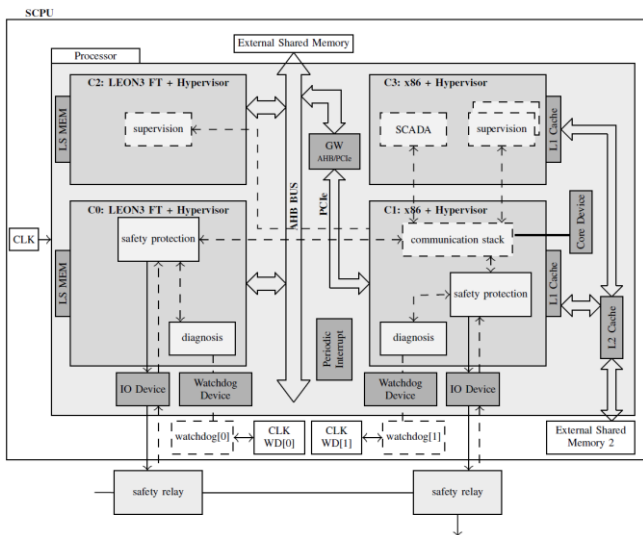 SCPU
External Shared Memory
Processor
C2: LEON3 FT + Hypervisor
C3: x86 + Hypervisor
LS MEM
supervision
SCADA
supervision
L1 Cache
GW
AHB/PCIe
AHB BUS
PCIe
C0: LEON3 FT + Hypervisor
C1: x86 + Hypervisor
CLK
LS MEM
safety protection
communication stack
Core Device
safety protection
L1 Cache
diagnosis
diagnosis
Periodic
Interrupt
L2 Cache
IO Device
Watchdog
Device
Watchdog
Device
IO Device
watchdog[0]
CLK
WD[0]
CLK
WD[1]
watchdog[1]
External Shared
Memory 2
safety relay
safety relay